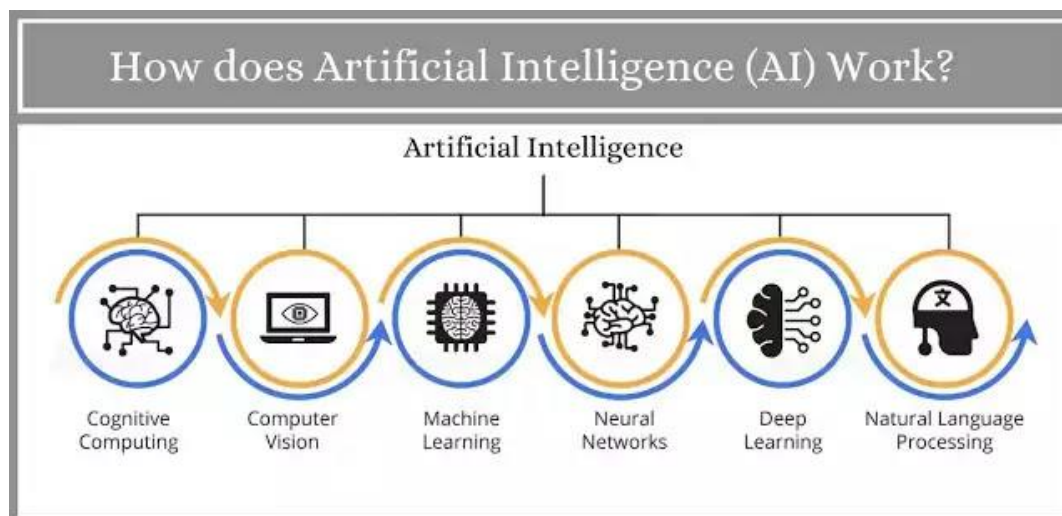 How does Artificial Intelligence (AI) Work?
Artificial Intelligence
文
Cognitive
Computing
Computer
Vision
Machine
Learning
Neural
Networks
Deep
Learning
Natural Language
Processing